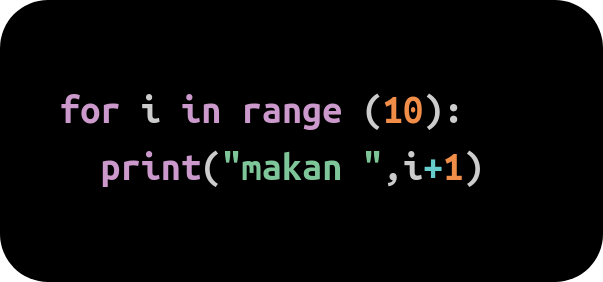 for i in range (10):
  print("makan ",i+1)